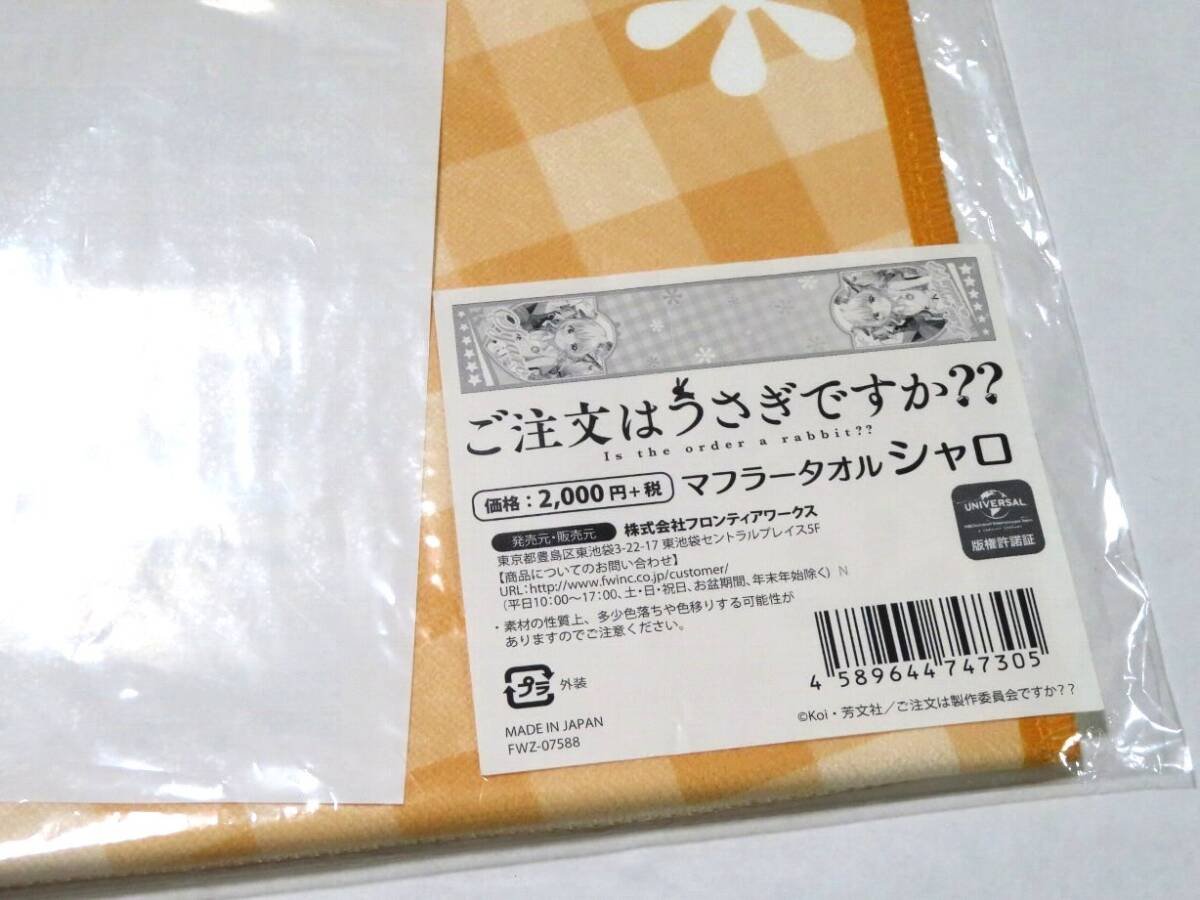 ご注文はうさぎですか??
Is the order a rabbit??
価格：2,000円+税 マフラータオル シャロ
発売元・販売元 株式会社フロンティアワークス
東京都豊島区東池袋3-22-17 東池袋セントラルプレイス5F
【商品についてのお問い合わせ】
URL:http://www.fwinc.co.jp/customer/
(平日10:00～17:00、土・日・祝日、お盆期間、年末年始除く) N
・素材の性質上、多少色落ちや色移りする可能性が
ありますのでご注意ください。
UNIVERSAL
版権許諾証
プラ 外装
4 589644 747305
MADE IN JAPAN
FWZ-07588
©Koi・芳文社／ご注文は製作委員会ですか？？